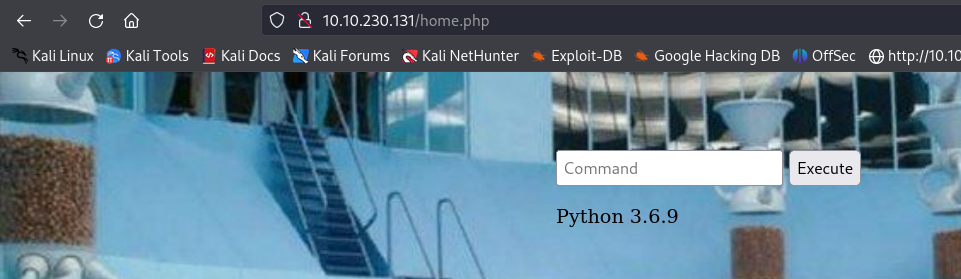 10.10.230.131/home.php
Kali Linux Kali Tools Kali Docs Kali Forums Kali NetHunter Exploit-DB Google Hacking DB OffSec http://10.10
Command Execute
Python 3.6.9